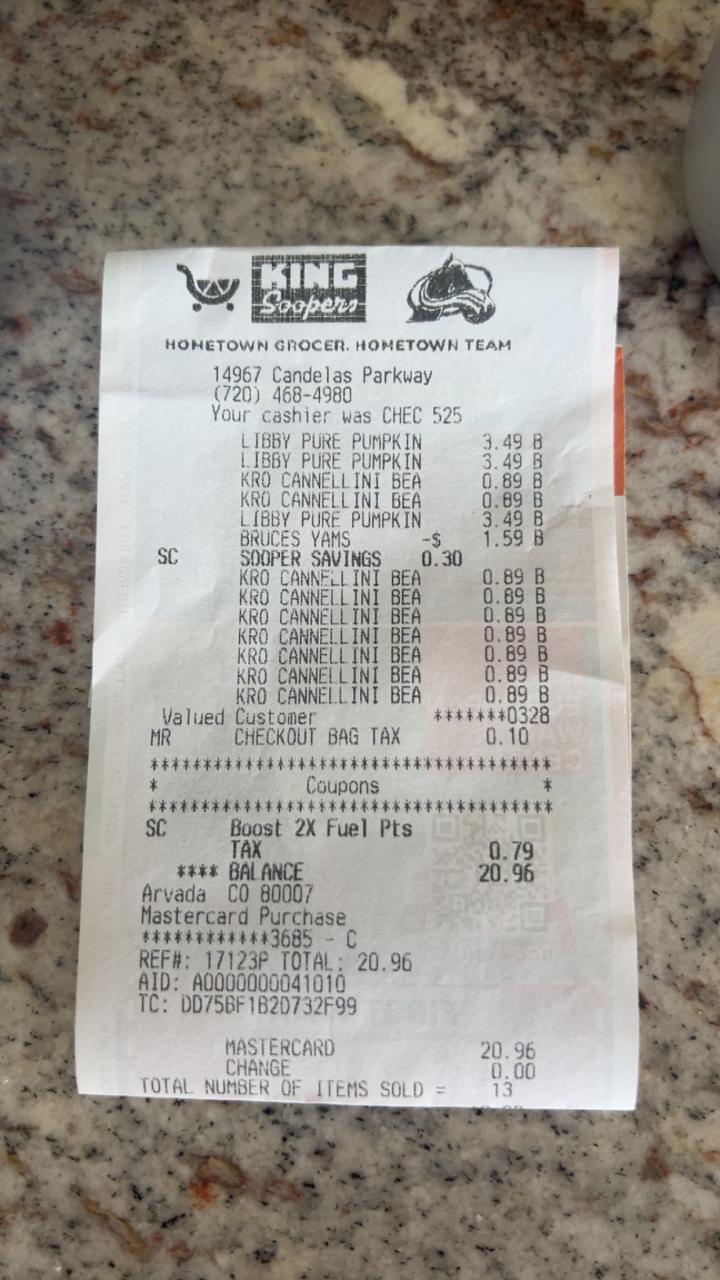 KING
Soopers
HOMETOWN GROCER. HOMETOWN TEAM
14967 Candelas Parkway
(720) 468-4980
Your cashier was CHEC 525
LIBBY PURE PUMPKIN 3.49 B
LIBBY PURE PUMPKIN 3.49 B
KRO CANNELLINI BEA 0.89 B
KRO CANNELLINI BEA 0.89 B
LIBBY PURE PUMPKIN 3.49 B
BRUCES YAMS -$ 1.59 B
SC SOOPER SAVINGS 0.30
KRO CANNELLINI BEA 0.89 B
KRO CANNELLINI BEA 0.89 B
KRO CANNELLINI BEA 0.89 B
KRO CANNELLINI BEA 0.89 B
KRO CANNELLINI BEA 0.89 B
KRO CANNELLINI BEA 0.89 B
KRO CANNELLINI BEA 0.89 B
Valued Customer *******0328
MR CHECKOUT BAG TAX 0.10
**************************************
* Coupons *
**************************************
SC Boost 2X Fuel Pts
TAX 0.79
**** BALANCE 20.96
Arvada CO 80007
Mastercard Purchase
************3685 - C
REF#: 17123P TOTAL: 20.96
AID: A0000000041010
TC: DD75BF1B20732F99
MASTERCARD 20.96
CHANGE 0.00
TOTAL NUMBER OF ITEMS SOLD = 13